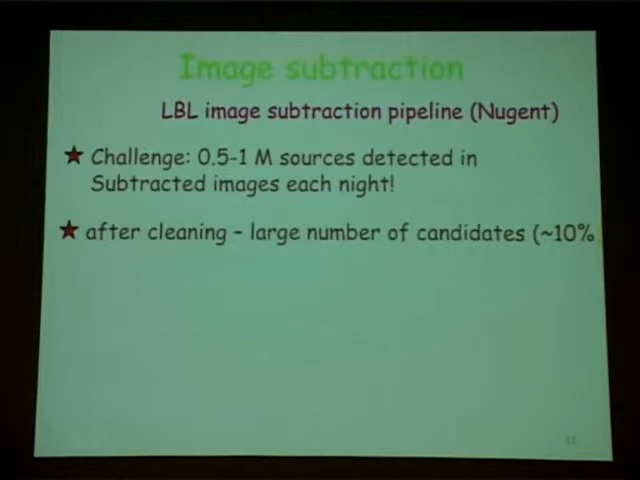 Image subtraction
LBL image subtraction pipeline (Nugent)
Challenge: 0.5-1 M sources detected in
Subtracted images each night!
after cleaning - large number of candidates (~10%